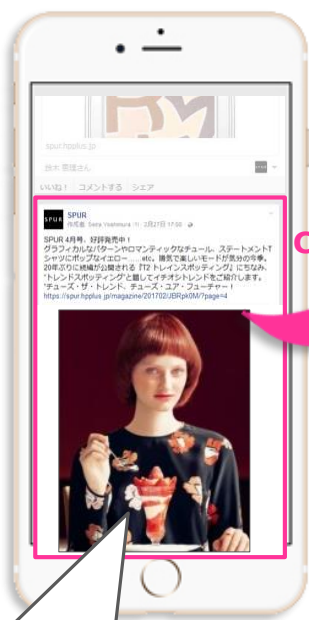 spur.hpplus.jp
いいね! コメントする シェア
SPUR
SPUR
2月27日 17:00
SPUR 4月号、好評発売中!
グラフィカルなパターンやロマンティックなチュール、ステートメントT
シャツにポップなイエロー……etc。陽気で楽しいモードが気分の今季。
20年ぶりに続編が公開される『T2 トレインスポッティング』にちなみ、
"トレンドスポッティング"と題してイチオシトレンドをご紹介します。
"チューズ・ザ・トレンド、チューズ・ユア・フューチャー!
https://spur.hpplus.jp/magazine/201702/JBRpk0M/?page=4